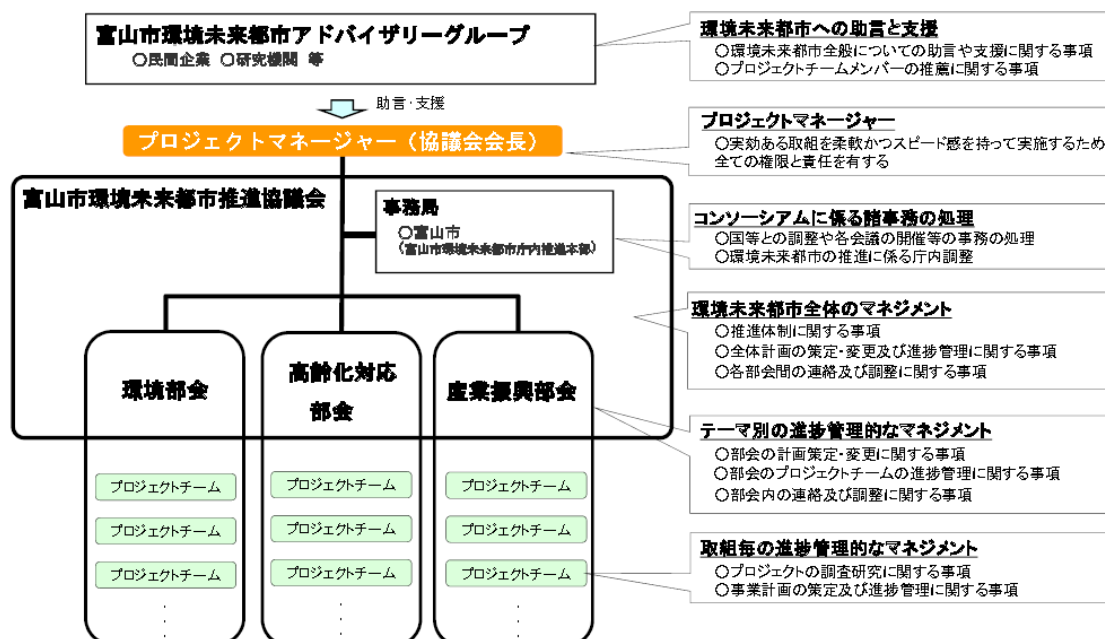 富山市環境未来都市アドバイザリーグループ
○民間企業 ○研究機関 等
助言・支援
プロジェクトマネージャー（協議会会長）
富山市環境未来都市推進協議会
事務局
○富山市
（富山市環境未来都市庁内推進本部）
環境部会
高齢化対応
部会
産業振興部会
プロジェクトチーム
プロジェクトチーム
プロジェクトチーム
プロジェクトチーム
プロジェクトチーム
プロジェクトチーム
プロジェクトチーム
プロジェクトチーム
プロジェクトチーム
環境未来都市への助言と支援
○環境未来都市全般についての助言や支援に関する事項
○プロジェクトチームメンバーの推薦に関する事項
プロジェクトマネージャー
○実効ある取組を柔軟かつスピード感を持って実施するため
全ての権限と責任を有する
コンソーシアムに係る諸事務の処理
○国等との調整や各会議の開催等の事務の処理
○環境未来都市の推進に係る庁内調整
環境未来都市全体のマネジメント
○推進体制に関する事項
○全体計画の策定・変更及び進捗管理に関する事項
○各部会間の連絡及び調整に関する事項
テーマ別の進捗管理的なマネジメント
○部会の計画策定・変更に関する事項
○部会のプロジェクトチームの進捗管理に関する事項
○部会内の連絡及び調整に関する事項
取組毎の進捗管理的なマネジメント
○プロジェクトの調査研究に関する事項
○事業計画の策定及び進捗管理に関する事項